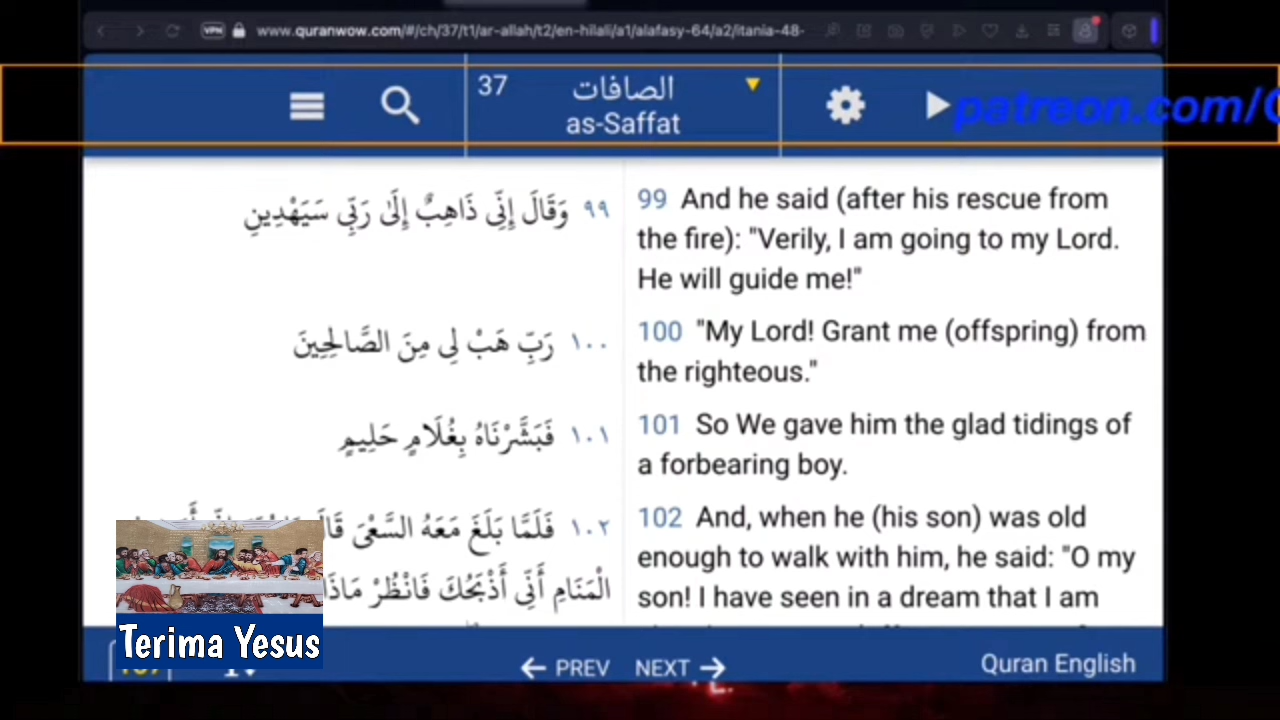 VPN www.quranwow.com/#/ch/37/t1/ar-allah/t2/en-hilali/a1/alafasy-64/a2/itania-48-
37 الصافات
as-Saffat
patreon.com/
٩٩ وَقَالَ إِنِّي ذَاهِبٌ إِلَىٰ رَبِّي سَيَهْدِينِ
99 And he said (after his rescue from
the fire): "Verily, I am going to my Lord.
He will guide me!"
١٠٠ رَبِّ هَبْ لِي مِنَ الصَّالِحِينَ
100 "My Lord! Grant me (offspring) from
the righteous."
١٠١ فَبَشَّرْنَاهُ بِغُلَامٍ حَلِيمٍ
101 So We gave him the glad tidings of
a forbearing boy.
١٠٢ فَلَمَّا بَلَغَ مَعَهُ السَّعْيَ قَالَ
الْمَنَامِ أَنِّي أَذْبَحُكَ فَانْظُرْ مَاذَا
102 And, when he (his son) was old
enough to walk with him, he said: "O my
son! I have seen in a dream that I am
Terima Yesus
← PREV NEXT →
Quran English